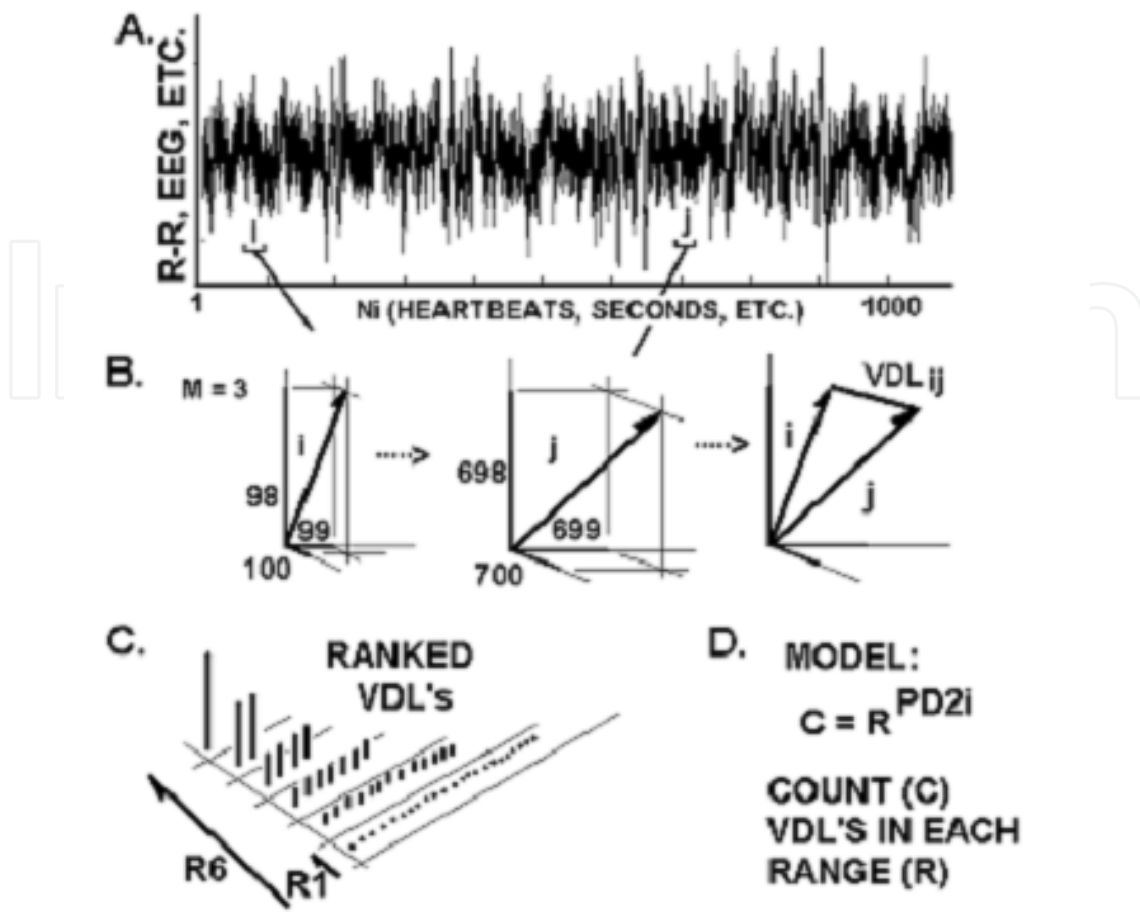 A.
R-R, EEG, ETC.
i
j
1
Ni (HEARTBEATS, SECONDS, ETC.)
1000
B.
M = 3
i
98
99
100
j
698
699
700
VDL ij
i
j
C.
RANKED
VDL's
R6
R1
D.
MODEL:
C = R PD2i
COUNT (C)
VDL'S IN EACH
RANGE (R)